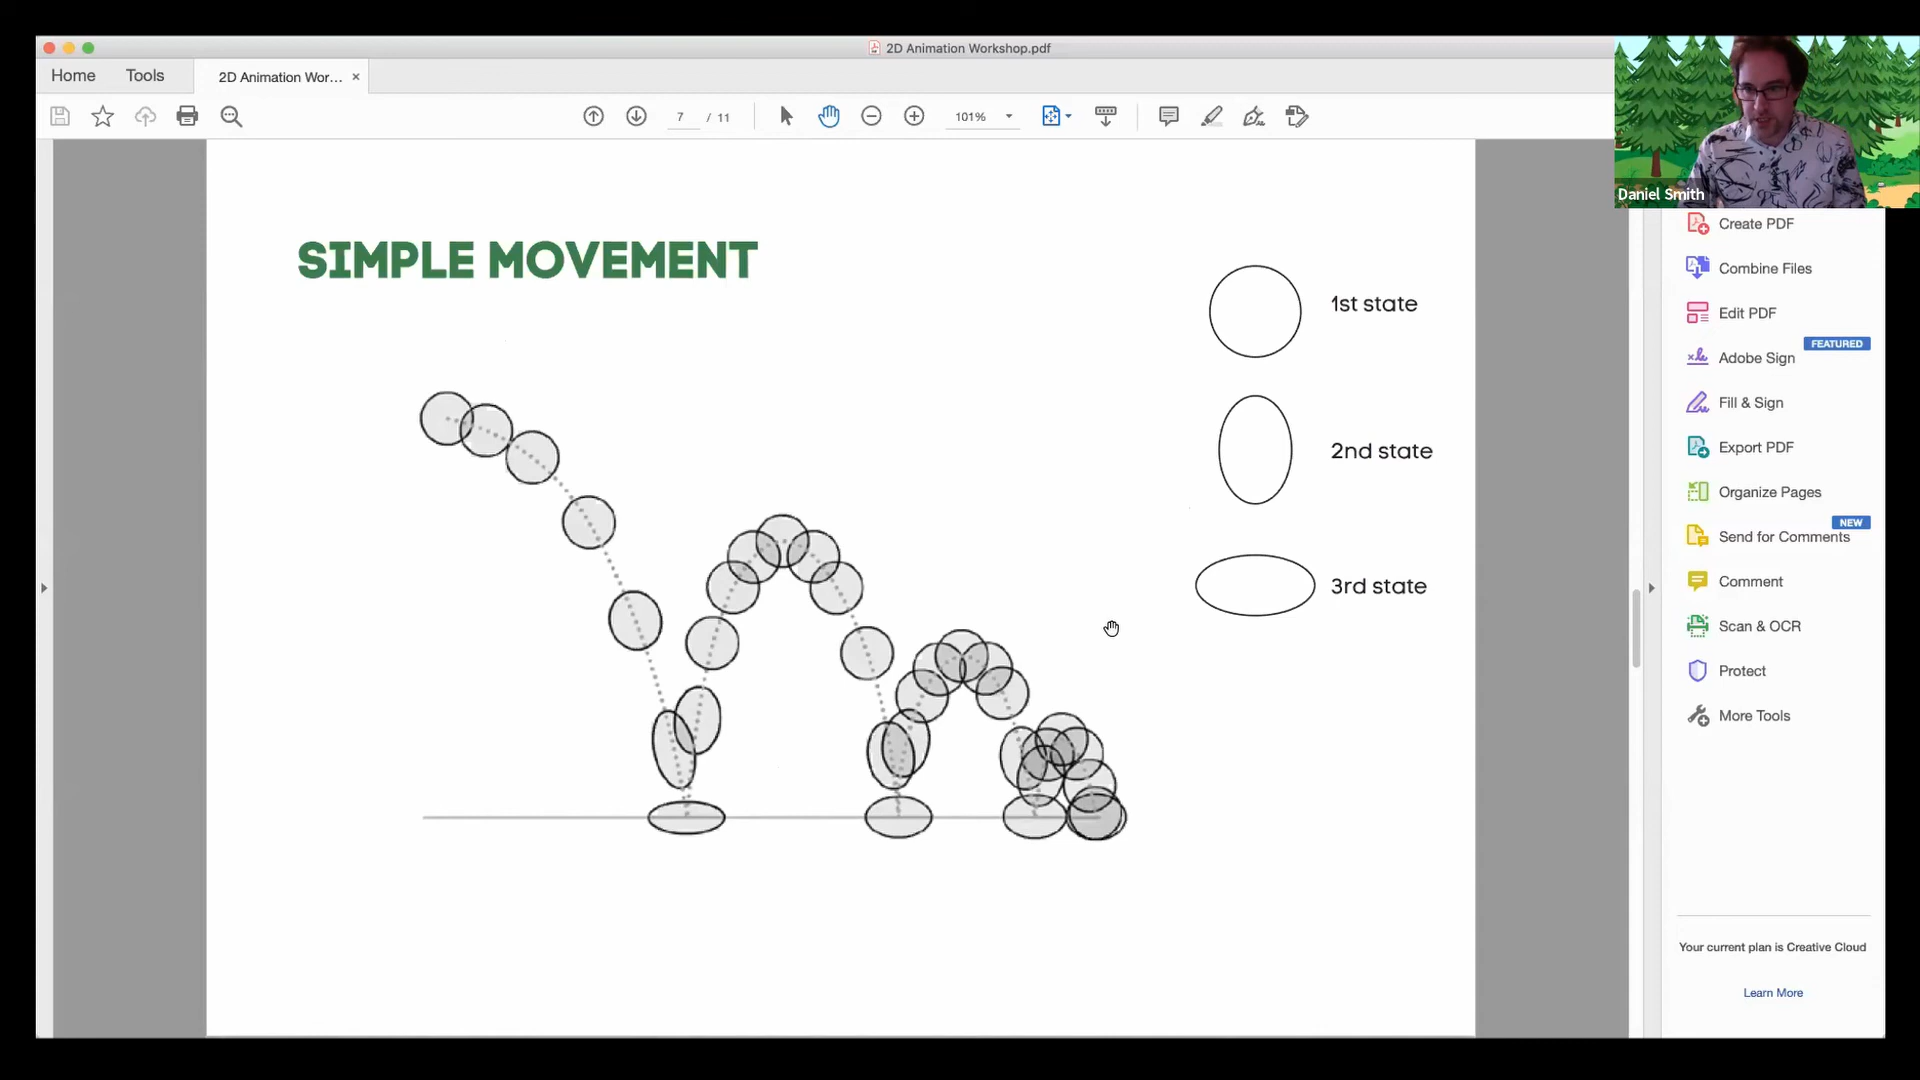 2D Animation Workshop.pdf
Home
Tools
2D Animation Wor... ×
7 / 11
101%
Daniel Smith
SIMPLE MOVEMENT
1st state
2nd state
3rd state
Create PDF
Combine Files
Edit PDF
FEATURED
Adobe Sign
Fill & Sign
Export PDF
Organize Pages
NEW
Send for Comments
Comment
Scan & OCR
Protect
More Tools
Your current plan is Creative Cloud
Learn More